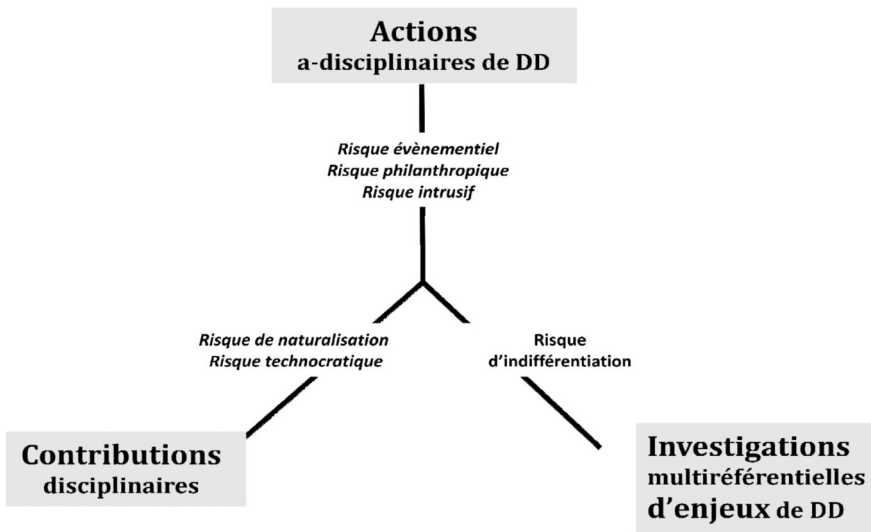 Actions
a-disciplinaires de DD
Risque évènementiel
Risque philanthropique
Risque intrusif
Risque de naturalisation
Risque technocratique
Risque
d'indifférentiation
Contributions
disciplinaires
Investigations
multiréférentielles
d'enjeux de DD